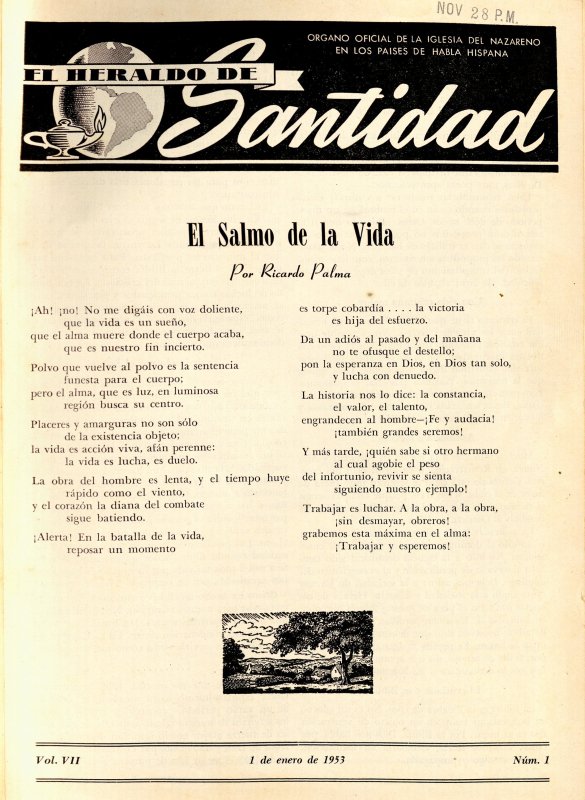 NOV 28 P.M.
ORGANO OFICIAL DE LA IGLESIA DEL NAZARENO
EN LOS PAISES DE HABLA HISPANA
EL HERALDO DE
Santidad
El Salmo de la Vida
Por Ricardo Palma
¡Ah! ¡no! No me digáis con voz doliente,
que la vida es un sueño,
que el alma muere donde el cuerpo acaba,
que es nuestro fin incierto.
Polvo que vuelve al polvo es la sentencia
funesta para el cuerpo;
pero el alma, que es luz, en luminosa
región busca su centro.
Placeres y amarguras no son sólo
de la existencia objeto;
la vida es acción viva, afán perenne:
la vida es lucha, es duelo.
La obra del hombre es lenta, y el tiempo huye
rápido como el viento,
y el corazón la diana del combate
sigue batiendo.
¡Alerta! En la batalla de la vida,
reposar un momento
es torpe cobardía .... la victoria
es hija del esfuerzo.
Da un adiós al pasado y del mañana
no te ofusque el destello;
pon la esperanza en Dios, en Dios tan solo,
y lucha con denuedo.
La historia nos lo dice: la constancia,
el valor, el talento,
engrandecen al hombre—¡Fe y audacia!
¡también grandes seremos!
Y más tarde, ¡quién sabe si otro hermano
al cual agobie el peso
del infortunio, revivir se sienta
siguiendo nuestro ejemplo!
Trabajar es luchar. A la obra, a la obra,
¡sin desmayar, obreros!
grabemos esta máxima en el alma:
¡Trabajar y esperemos!
Vol. VII
1 de enero de 1953
Núm. 1